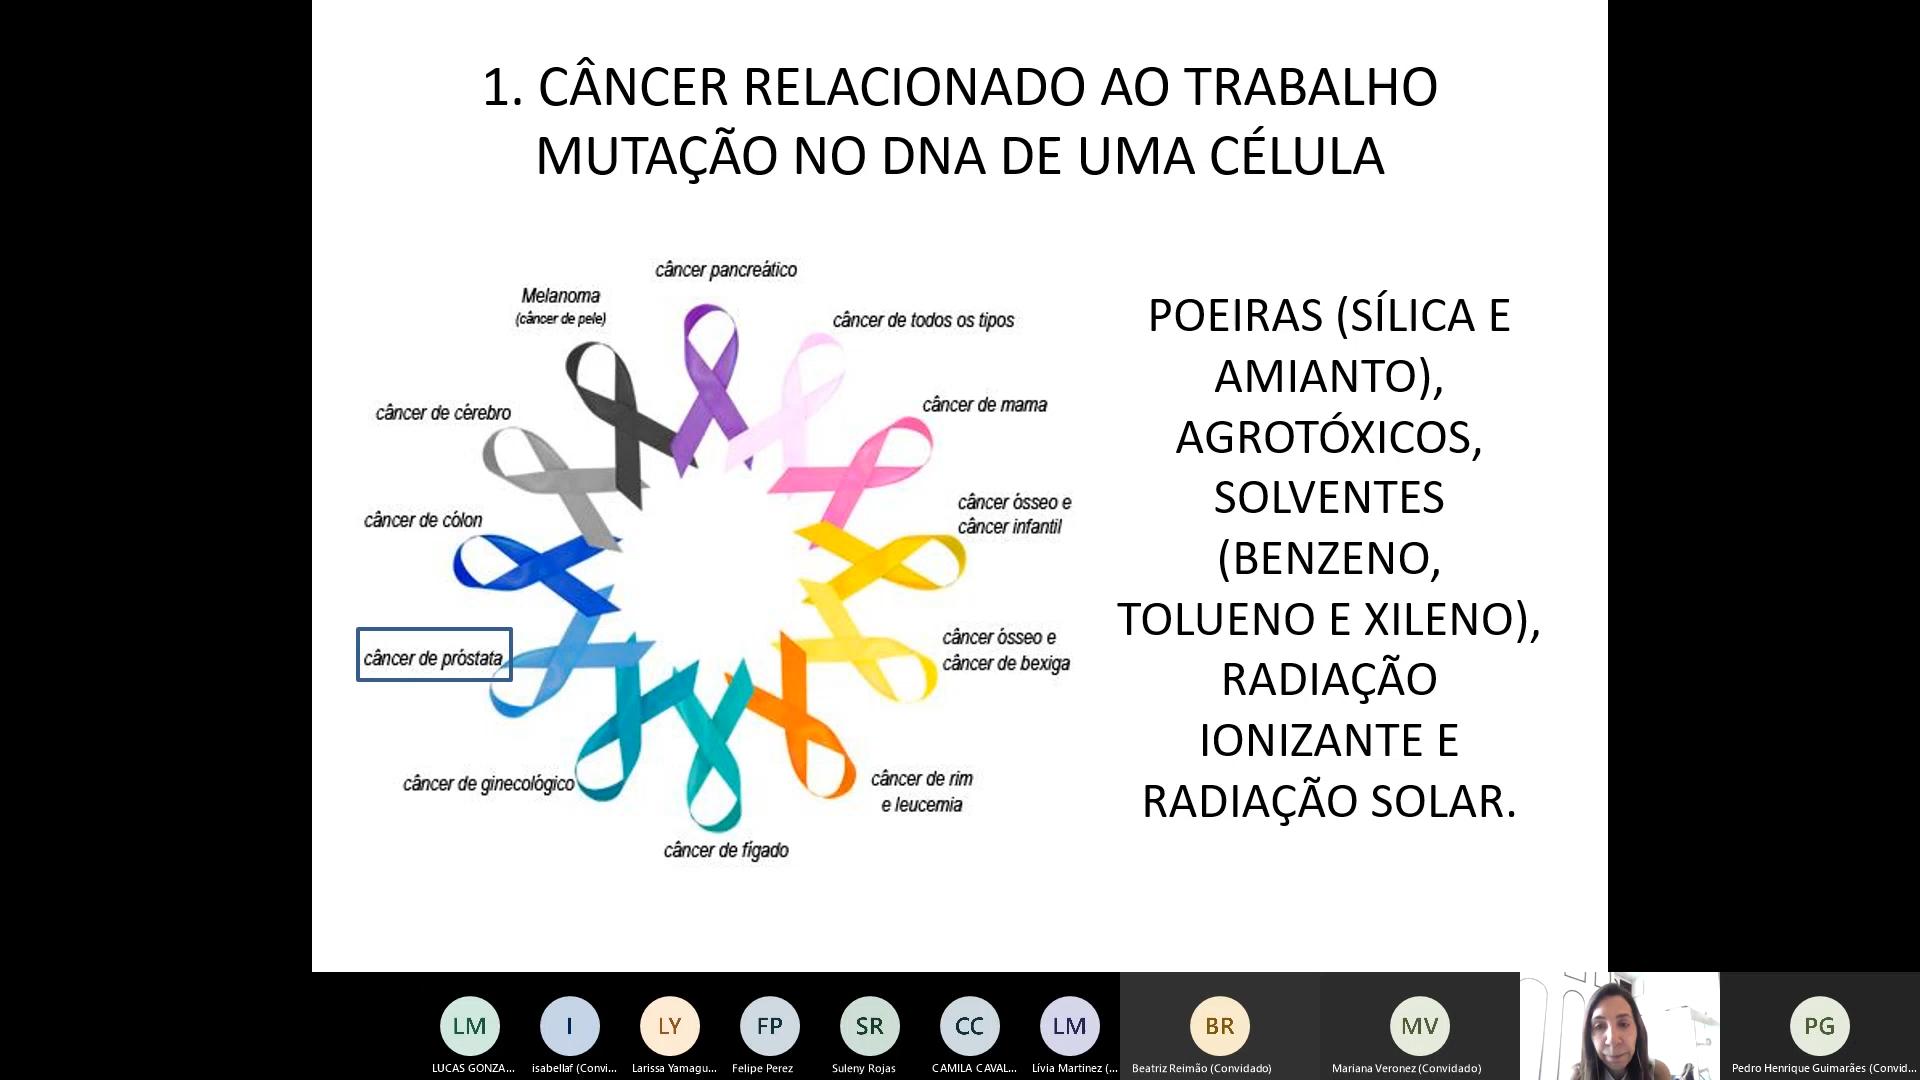 1. CÂNCER RELACIONADO AO TRABALHO
MUTAÇÃO NO DNA DE UMA CÉLULA
câncer pancreático
Melanoma
(câncer de pele)
câncer de todos os tipos
câncer de cérebro
câncer de mama
câncer de cólon
câncer ósseo e
câncer infantil
câncer de próstata
câncer ósseo e
câncer de bexiga
câncer de ginecológico
câncer de rim
e leucemia
câncer de fígado
POEIRAS (SÍLICA E
AMIANTO),
AGROTÓXICOS,
SOLVENTES
(BENZENO,
TOLUENO E XILENO),
RADIAÇÃO
IONIZANTE E
RADIAÇÃO SOLAR.
LM
I
LY
FP
SR
CC
LM
BR
MV
PG
LUCAS GONZA...
isabellaf (Convi...
Larissa Yamagu...
Felipe Perez
Suleny Rojas
CAMILA CAVAL...
Lívia Martinez (...
Beatriz Reimão (Convidado)
Mariana Veronez (Convidado)
Pedro Henrique Guimarães (Convid...